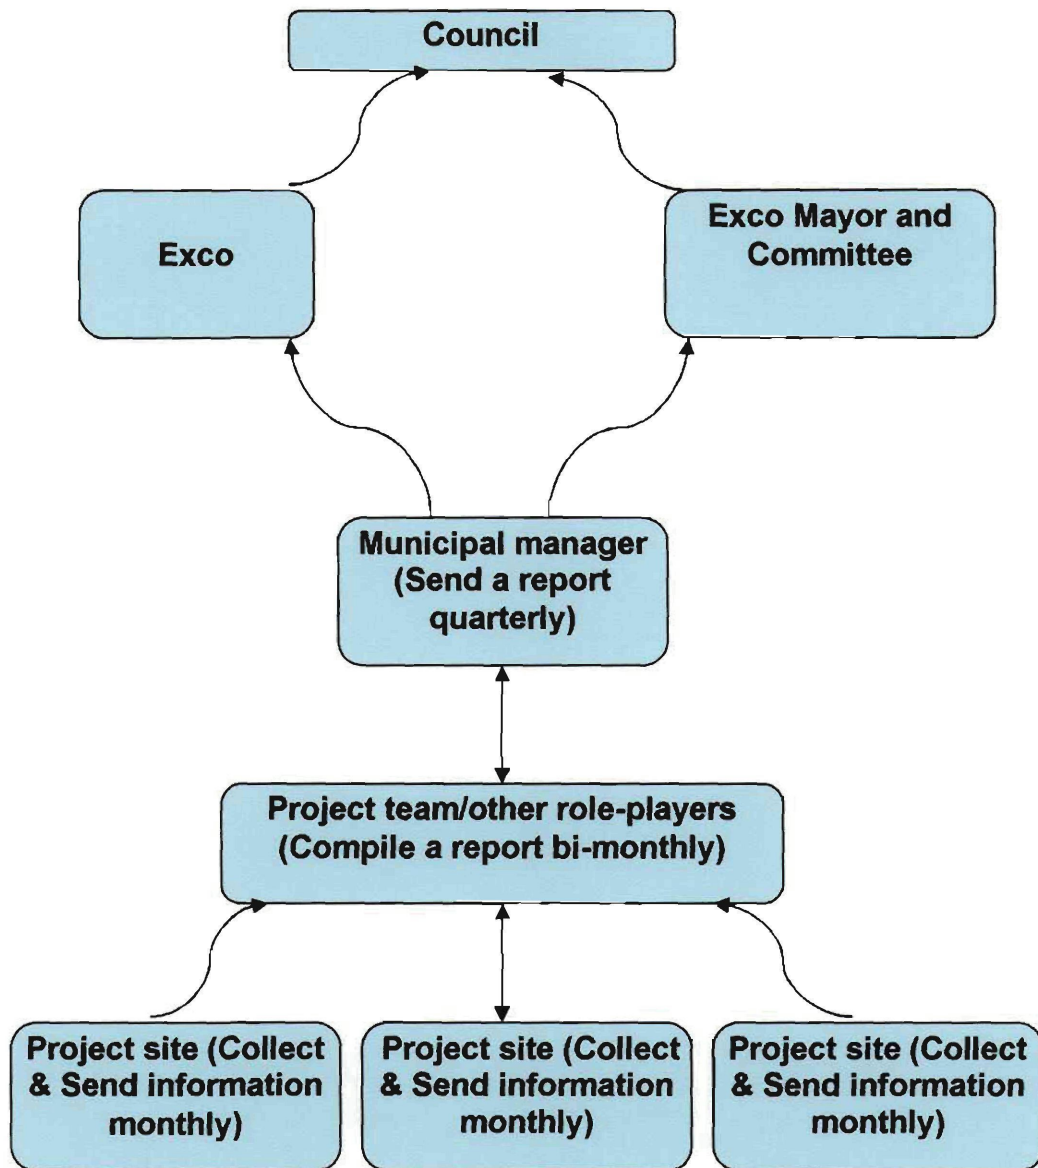 Council
Exco
Exco Mayor and
Committee
Municipal manager
(Send a report
quarterly)
Project team/other role-players
(Compile a report bi-monthly)
Project site (Collect
& Send information
monthly)
Project site (Collect
& Send information
monthly)
Project site (Collect
& Send information
monthly)